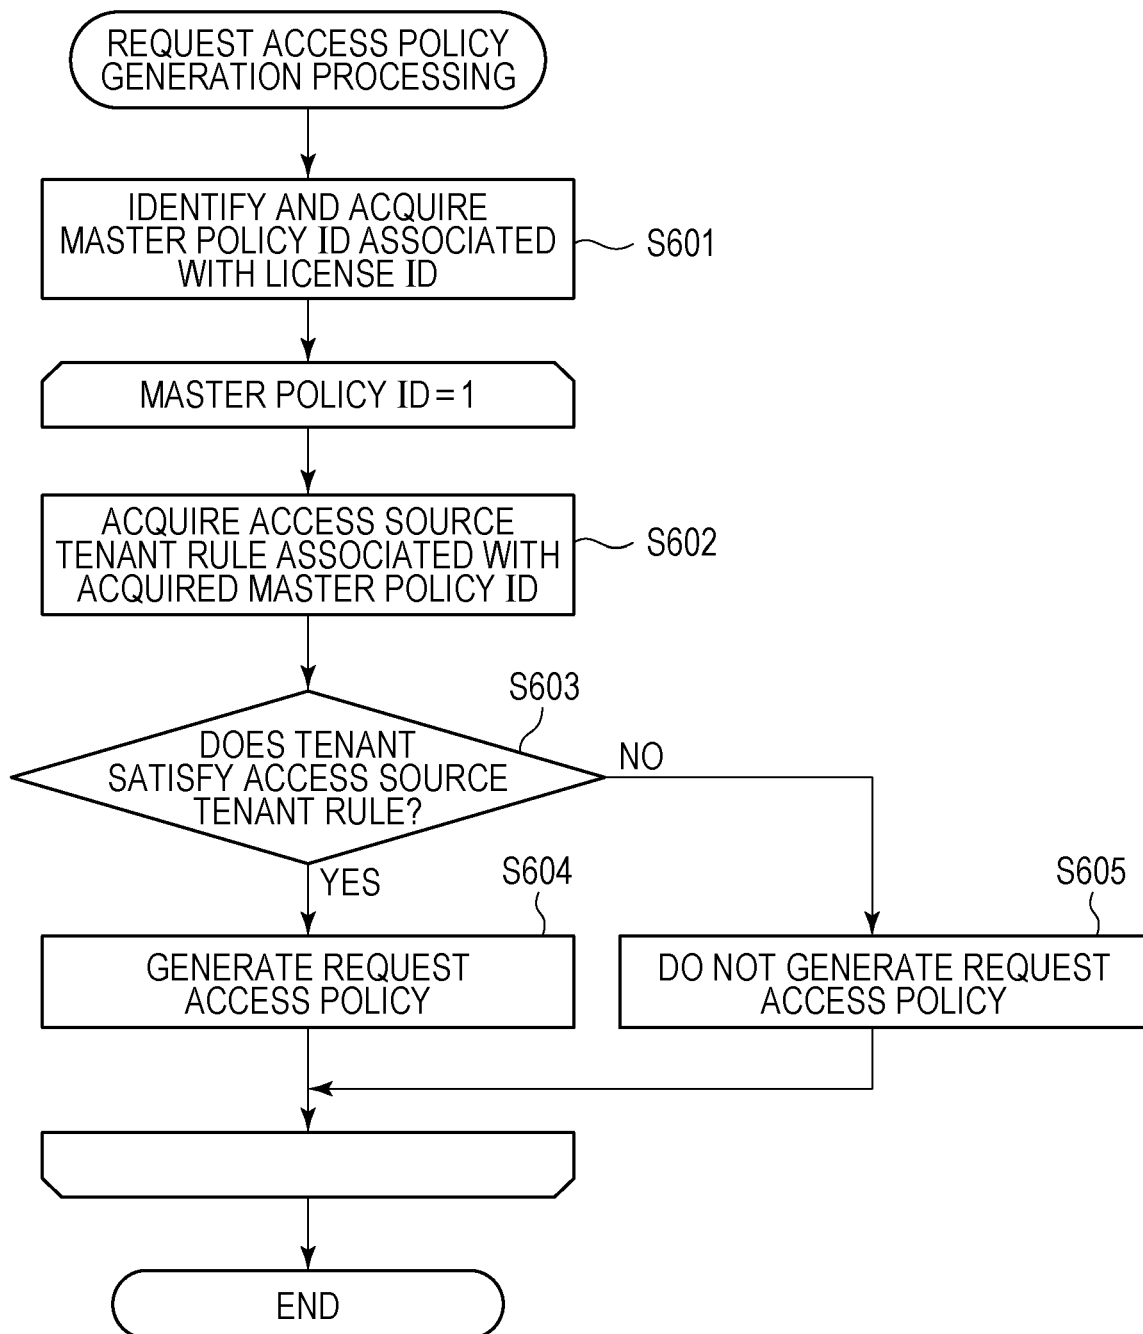 REQUEST ACCESS POLICY
GENERATION PROCESSING
IDENTIFY AND ACQUIRE
MASTER POLICY ID ASSOCIATED
WITH LICENSE ID
S601
MASTER POLICY ID=1
ACQUIRE ACCESS SOURCE
TENANT RULE ASSOCIATED WITH
ACQUIRED MASTER POLICY ID
S602
S603
DOES TENANT
SATISFY ACCESS SOURCE
TENANT RULE?
NO
YES
S604
S605
GENERATE REQUEST
ACCESS POLICY
DO NOT GENERATE REQUEST
ACCESS POLICY
END